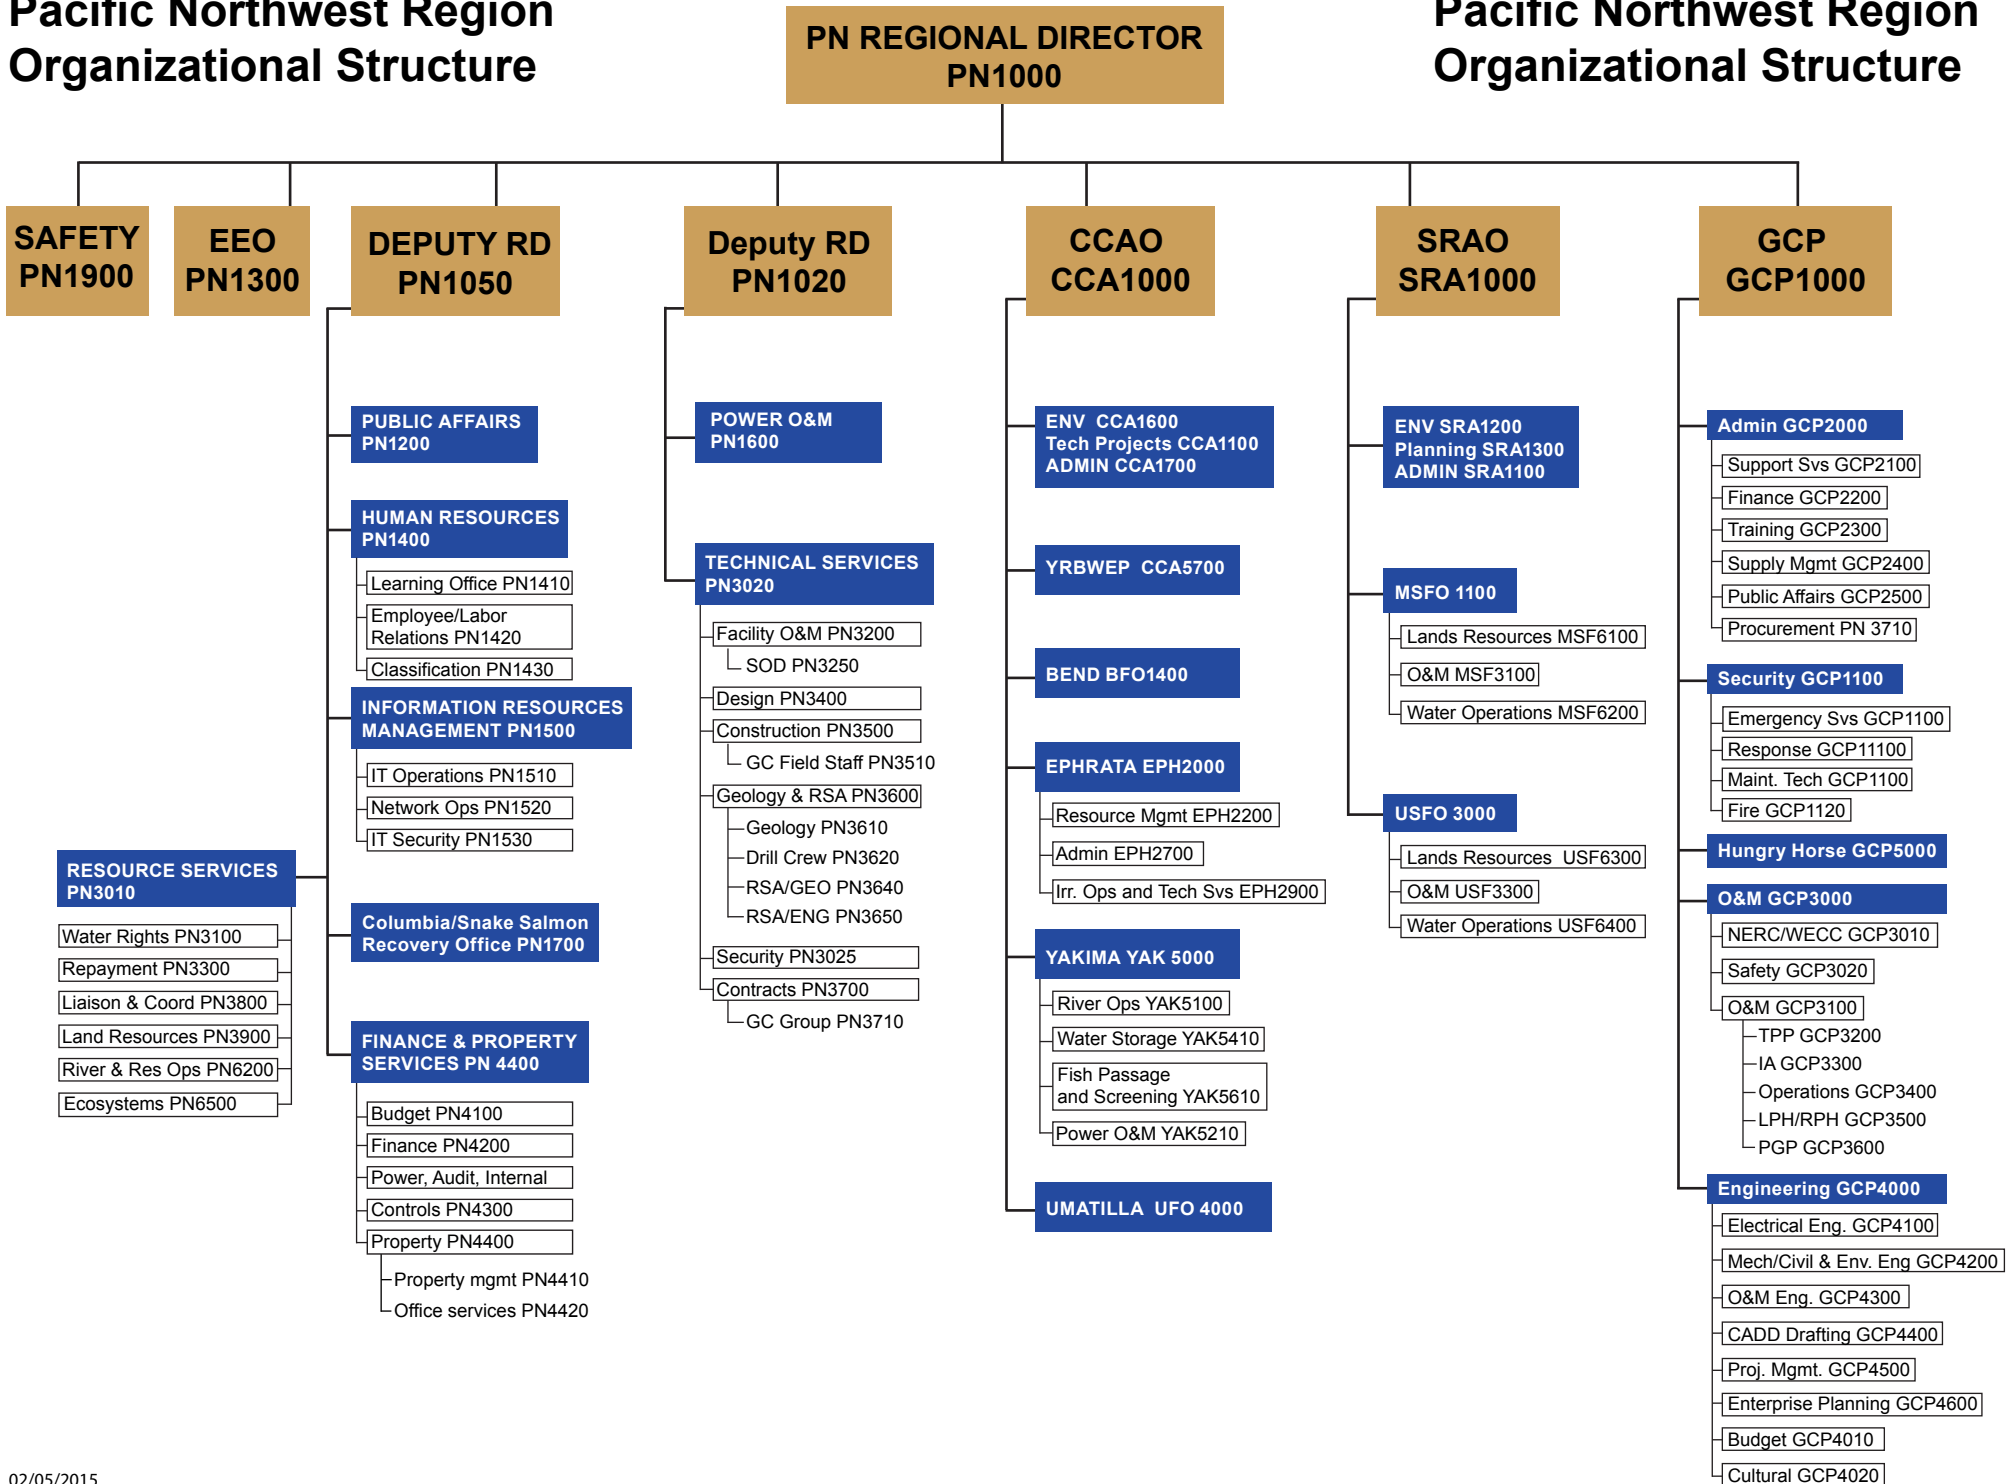 Pacific Northwest Region
Organizational Structure
PN REGIONAL DIRECTOR
PN1000
Pacific Northwest Region
Organizational Structure
SAFETY
PN1900
EEO
PN1300
DEPUTY RD
PN1050
Deputy RD
PN1020
CCAO
CCA1000
SRAO
SRA1000
GCP
GCP1000
PUBLIC AFFAIRS
PN1200
HUMAN RESOURCES
PN1400
Learning Office PN1410
Employee/Labor
Relations PN1420
Classification PN1430
INFORMATION RESOURCES
MANAGEMENT PN1500
IT Operations PN1510
Network Ops PN1520
IT Security PN1530
RESOURCE SERVICES
PN3010
Water Rights PN3100
Repayment PN3300
Liaison & Coord PN3800
Land Resources PN3900
River & Res Ops PN6200
Ecosystems PN6500
Columbia/Snake Salmon
Recovery Office PN1700
FINANCE & PROPERTY
SERVICES PN 4400
Budget PN4100
Finance PN4200
Power, Audit, Internal
Controls PN4300
Property PN4400
Property mgmt PN4410
Office services PN4420
POWER O&M
PN1600
TECHNICAL SERVICES
PN3020
Facility O&M PN3200
SOD PN3250
Design PN3400
Construction PN3500
GC Field Staff PN3510
Geology & RSA PN3600
Geology PN3610
Drill Crew PN3620
RSA/GEO PN3640
RSA/ENG PN3650
Security PN3025
Contracts PN3700
GC Group PN3710
ENV CCA1600
Tech Projects CCA1100
ADMIN CCA1700
YRBWEP CCA5700
BEND BFO1400
EPHRATA EPH2000
Resource Mgmt EPH2200
Admin EPH2700
Irr. Ops and Tech Svs EPH2900
YAKIMA YAK 5000
River Ops YAK5100
Water Storage YAK5410
Fish Passage
and Screening YAK5610
Power O&M YAK5210
UMATILLA UFO 4000
ENV SRA1200
Planning SRA1300
ADMIN SRA1100
MSFO 1100
Lands Resources MSF6100
O&M MSF3100
Water Operations MSF6200
USFO 3000
Lands Resources USF6300
O&M USF3300
Water Operations USF6400
Admin GCP2000
Support Svs GCP2100
Finance GCP2200
Training GCP2300
Supply Mgmt GCP2400
Public Affairs GCP2500
Procurement PN 3710
Security GCP1100
Emergency Svs GCP1100
Response GCP11100
Maint. Tech GCP1100
Fire GCP1120
Hungry Horse GCP5000
O&M GCP3000
NERC/WECC GCP3010
Safety GCP3020
O&M GCP3100
TPP GCP3200
IA GCP3300
Operations GCP3400
LPH/RPH GCP3500
PGP GCP3600
Engineering GCP4000
Electrical Eng. GCP4100
Mech/Civil & Env. Eng GCP4200
O&M Eng. GCP4300
CADD Drafting GCP4400
Proj. Mgmt. GCP4500
Enterprise Planning GCP4600
Budget GCP4010
Cultural GCP4020
02/05/2015